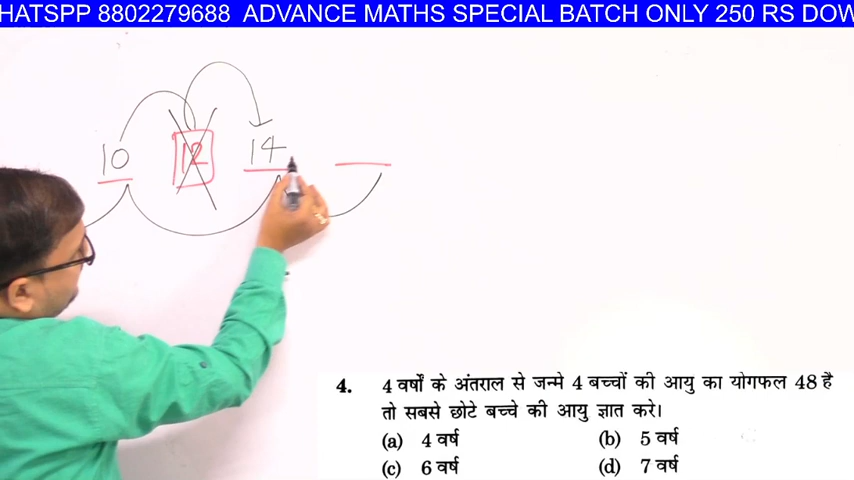 HATSPP 8802279688 ADVANCE MATHS SPECIAL BATCH ONLY 250 RS DOW
10 12 14
4. 4 वर्षों के अंतराल से जन्मे 4 बच्चों की आयु का योगफल 48 है
तो सबसे छोटे बच्चे की आयु ज्ञात करे।
(a) 4 वर्ष (b) 5 वर्ष
(c) 6 वर्ष (d) 7 वर्ष